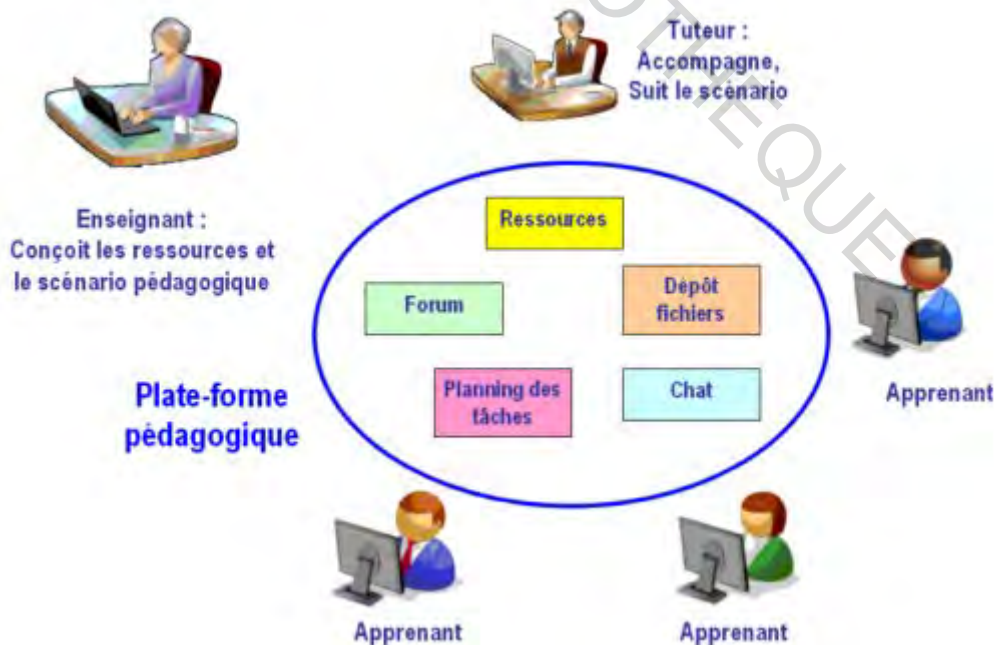 Tuteur :
Accompagne,
Suit le scénario
Enseignant :
Conçoit les ressources et
le scénario pédagogique
Ressources
Forum
Dépôt
fichiers
Planning des
tâches
Chat
Plate-forme
pédagogique
Apprenant
Apprenant
Apprenant